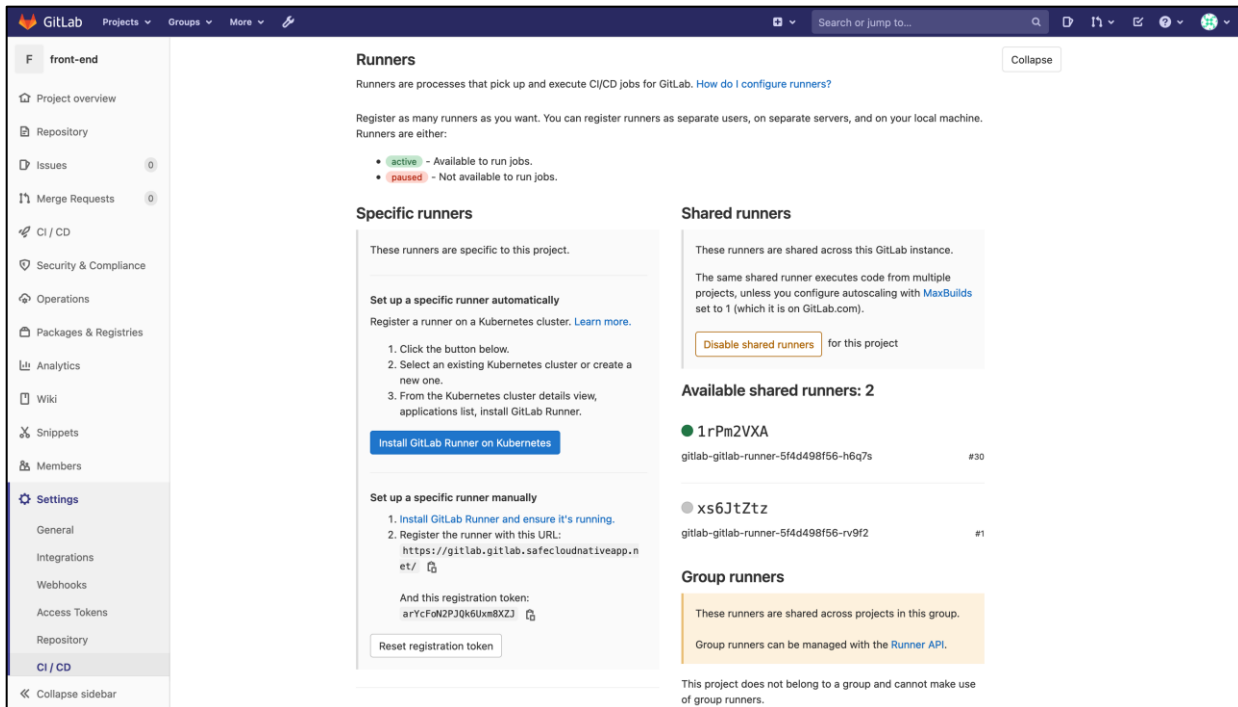 GitLab Projects Groups More Search or jump to...
F front-end
Project overview
Repository
Issues 0
Merge Requests 0
CI / CD
Security & Compliance
Operations
Packages & Registries
Analytics
Wiki
Snippets
Members
Settings
General
Integrations
Webhooks
Access Tokens
Repository
CI / CD
Collapse sidebar
Runners
Collapse
Runners are processes that pick up and execute CI/CD jobs for GitLab. How do I configure runners?
Register as many runners as you want. You can register runners as separate users, on separate servers, and on your local machine.
Runners are either:
• active - Available to run jobs.
• paused - Not available to run jobs.
Specific runners
These runners are specific to this project.
Set up a specific runner automatically
Register a runner on a Kubernetes cluster. Learn more.
1. Click the button below.
2. Select an existing Kubernetes cluster or create a
new one.
3. From the Kubernetes cluster details view,
applications list, install GitLab Runner.
Install GitLab Runner on Kubernetes
Set up a specific runner manually
1. Install GitLab Runner and ensure it's running.
2. Register the runner with this URL:
https://gitlab.gitlab.safecloudnativeapp.n
et/
And this registration token:
arYcFoN2PJQk6Uxm8XZJ
Reset registration token
Shared runners
These runners are shared across this GitLab instance.
The same shared runner executes code from multiple
projects, unless you configure autoscaling with MaxBuilds
set to 1 (which it is on GitLab.com).
Disable shared runners for this project
Available shared runners: 2
1rPm2VXA
gitlab-gitlab-runner-5f4d498f56-h6q7s #30
xs6JtZtz
gitlab-gitlab-runner-5f4d498f56-rv9f2 #1
Group runners
These runners are shared across projects in this group.
Group runners can be managed with the Runner API.
This project does not belong to a group and cannot make use
of group runners.